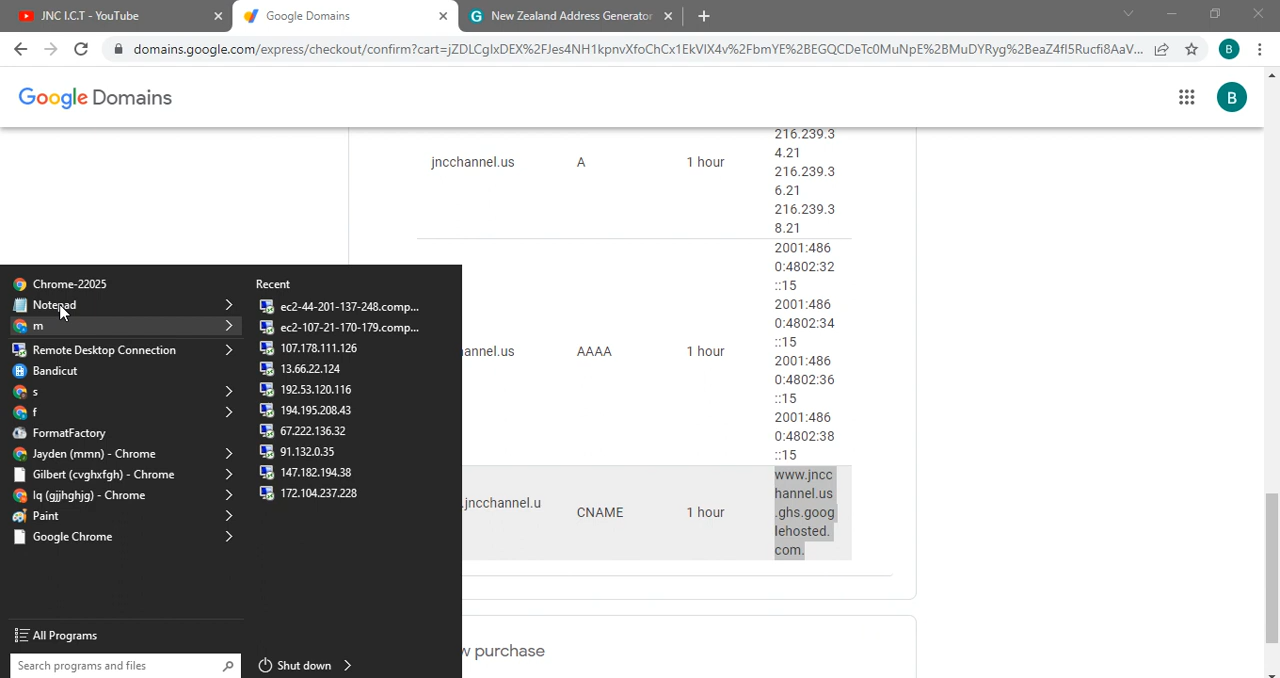 JNC I.C.T - YouTube
Google Domains
New Zealand Address Generator
domains.google.com/express/checkout/confirm?cart=jZDLCgIxDEX%2FJes4NH1kpnvXfoChCx1EkVIX4v%2FbmYE%2BEGQCDeTc0MuNpE%2BMuDYRyg%2BeaZ4fl5Rucfi8AaV...
B
Google Domains
B
216.239.3
4.21
216.239.3
6.21
216.239.3
8.21
jncchannel.us
A
1 hour
2001:486
0:4802:32
::15
2001:486
0:4802:34
::15
2001:486
0:4802:36
::15
2001:486
0:4802:38
::15
annel.us
AAAA
1 hour
.jncchannel.u
CNAME
1 hour
www.jncc
hannel.us
.ghs.goog
lehosted.
com.
w purchase
Chrome-22025
Notepad
m
Remote Desktop Connection
Bandicut
s
f
FormatFactory
Jayden (mmn) - Chrome
Gilbert (cvghxfgh) - Chrome
Iq (gjjhghjg) - Chrome
Paint
Google Chrome
All Programs
Search programs and files
Recent
ec2-44-201-137-248.comp...
ec2-107-21-170-179.comp...
107.178.111.126
13.66.22.124
192.53.120.116
194.195.208.43
67.222.136.32
91.132.0.35
147.182.194.38
172.104.237.228
Shut down